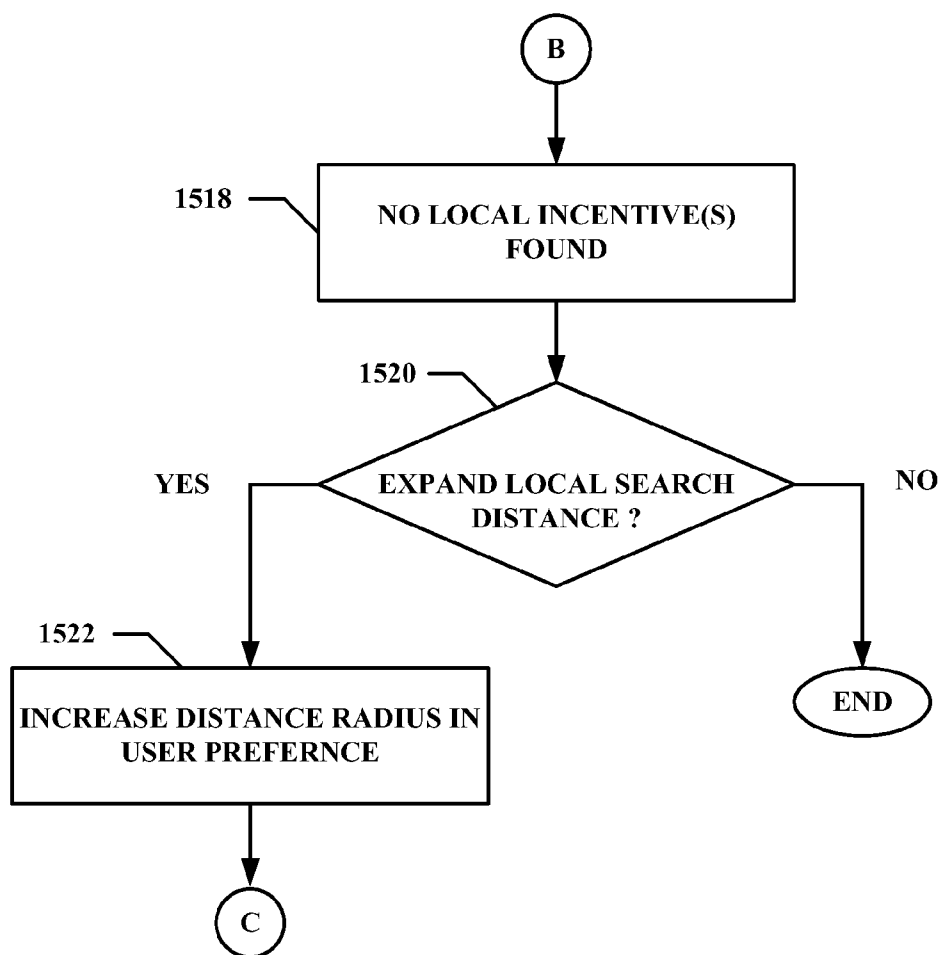 B
1518
NO LOCAL INCENTIVE(S)
FOUND
1520
YES
EXPAND LOCAL SEARCH
DISTANCE ?
NO
1522
INCREASE DISTANCE RADIUS IN
USER PREFERNCE
END
C